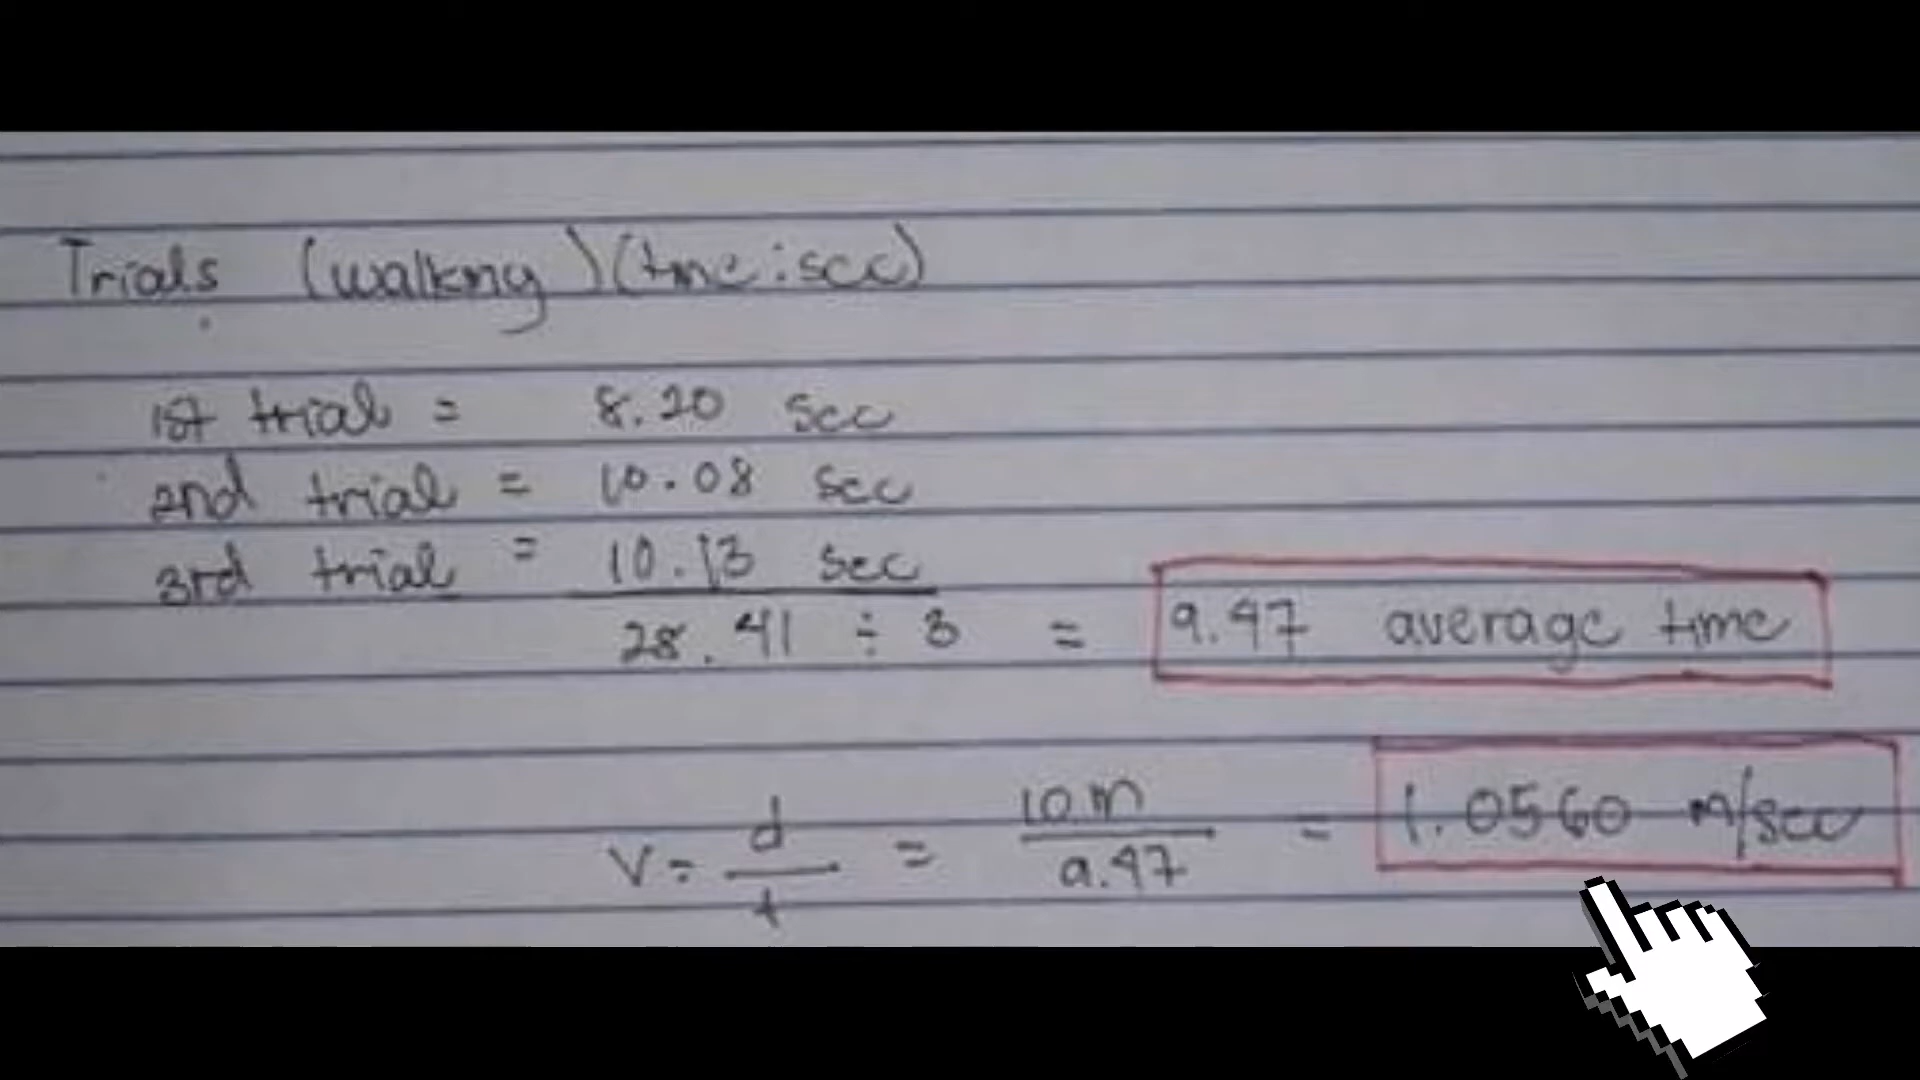 Trials (walking) (time: sec)
1st trial = 8.20 sec
2nd trial = 10.08 sec
3rd trial = 10.13 sec
28.41 ÷ 3 = 9.47 average time
V = d/t = 10m/9.47 = 1.0560 m/sec